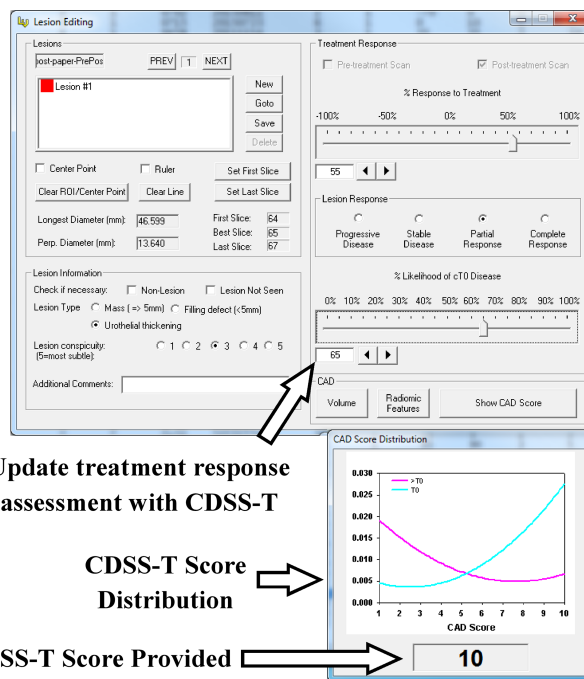 Lesion Editing
Lesions
ost-paper-PrePos
PREV 1 NEXT
Lesion #1
New
Goto
Save
Delete
Center Point Ruler Set First Slice
Clear ROI/Center Point Clear Line Set Last Slice
Longest Diameter (mm): 46.599
Perp. Diameter (mm): 13.640
First Slice: 64
Best Slice: 65
Last Slice: 67
Lesion Information
Check if necessary: Non-Lesion Lesion Not Seen
Lesion Type Mass ( => 5mm) Filling defect (<5mm)
Urothelial thickening
Lesion conspicuity: 1 2 3 4 5
(5=most subtle):
Additional Comments:
Treatment Response
Pre-treatment Scan Post-treatment Scan
% Response to Treatment
-100% -50% 0% 50% 100%
55
Lesion Response
Progressive Disease
Stable Disease
Partial Response
Complete Response
% Likelihood of cT0 Disease
0% 10% 20% 30% 40% 50% 60% 70% 80% 90% 100%
65
CAD
Volume
Radiomic Features
Show CAD Score
Update treatment response
assessment with CDSS-T
CDSS-T Score
Distribution
SS-T Score Provided
CAD Score Distribution
>T0
T0
0.030
0.025
0.020
0.015
0.010
0.005
0.000
1 2 3 4 5 6 7 8 9 10
CAD Score
10